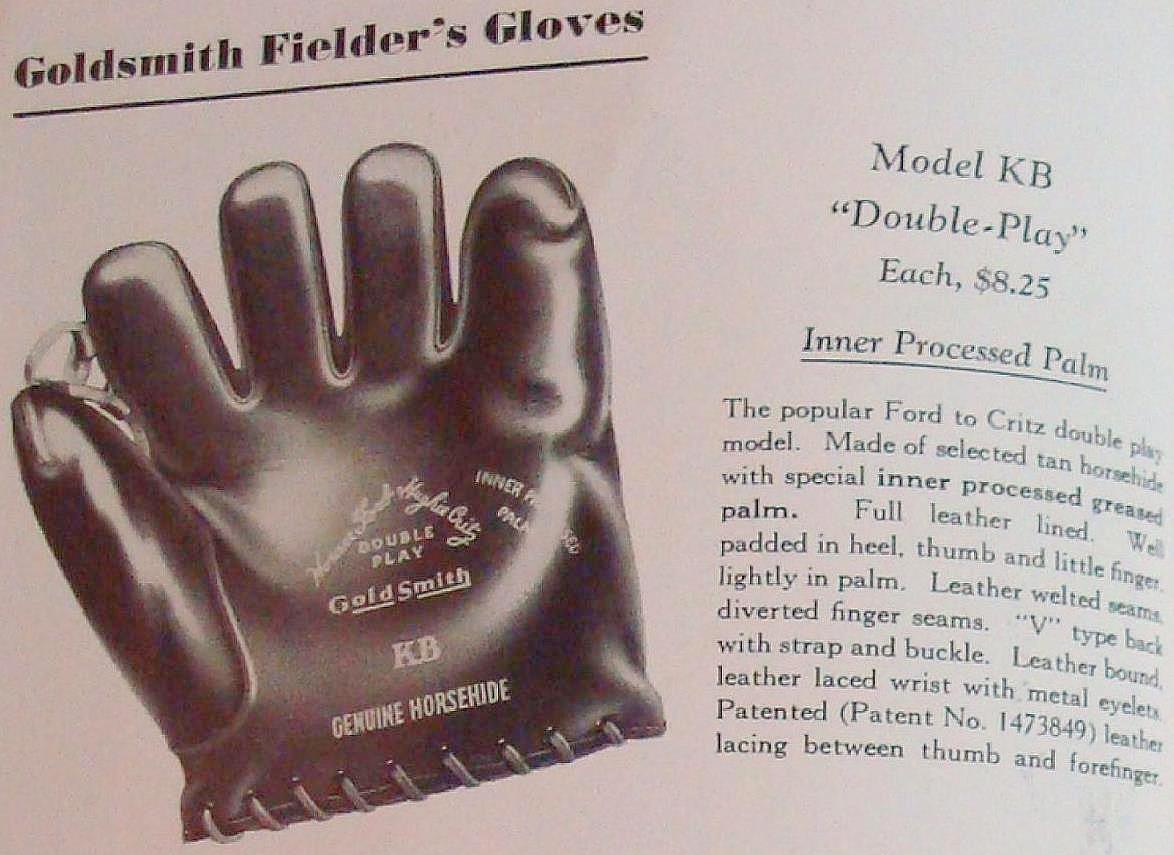 Goldsmith Fielder's Gloves
Model KB
"Double-Play"
Each, $8.25
Inner Processed Palm
The popular Ford to Critz double play
model. Made of selected tan horsehide
with special inner processed greased
palm. Full leather lined. Well
padded in heel, thumb and little finger,
lightly in palm. Leather welted seams,
diverted finger seams. "V" type back
with strap and buckle. Leather bound,
leather laced wrist with metal eyelets.
Patented (Patent No. 1473849) leather
lacing between thumb and forefinger.
INNER
Hughie Critz
DOUBLE
PLAY
GoldSmith
KB
GENUINE HORSEHIDE